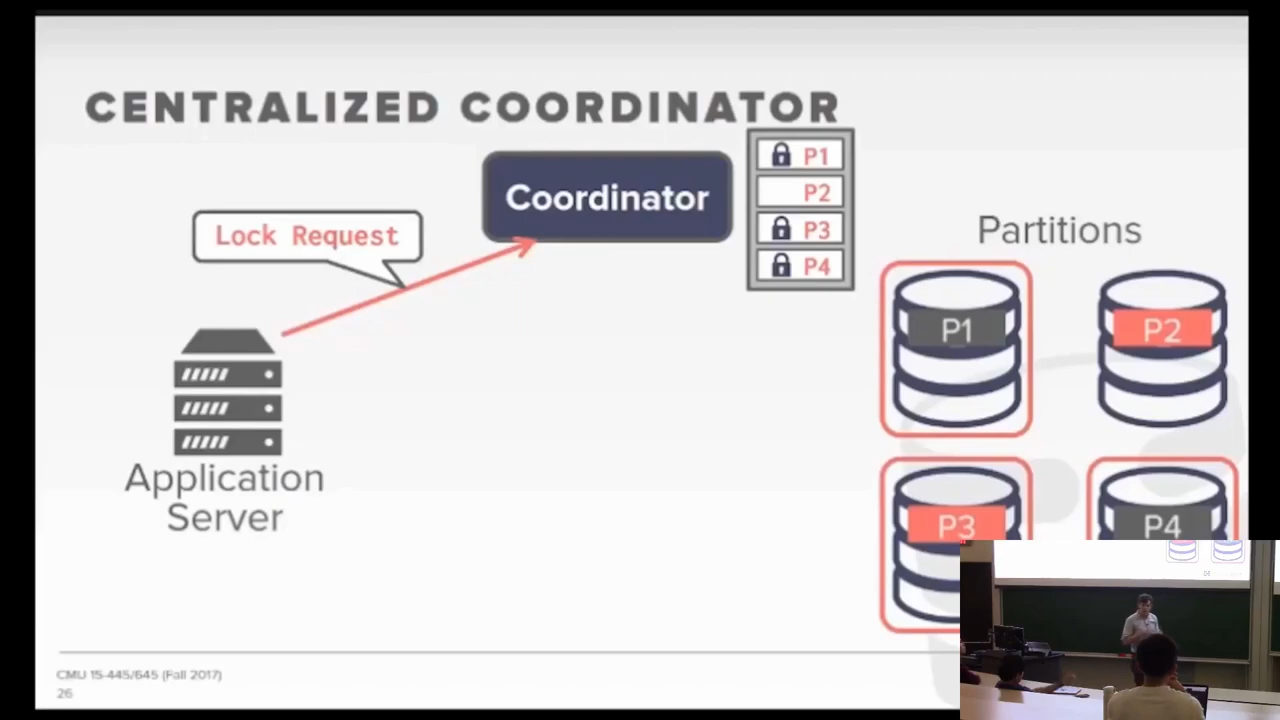 CENTRALIZED COORDINATOR
Coordinator
P1
P2
P3
P4
Lock Request
Partitions
P1
P2
P3
P4
Application
Server
CMU 15-445/645 (Fall 2017)
26